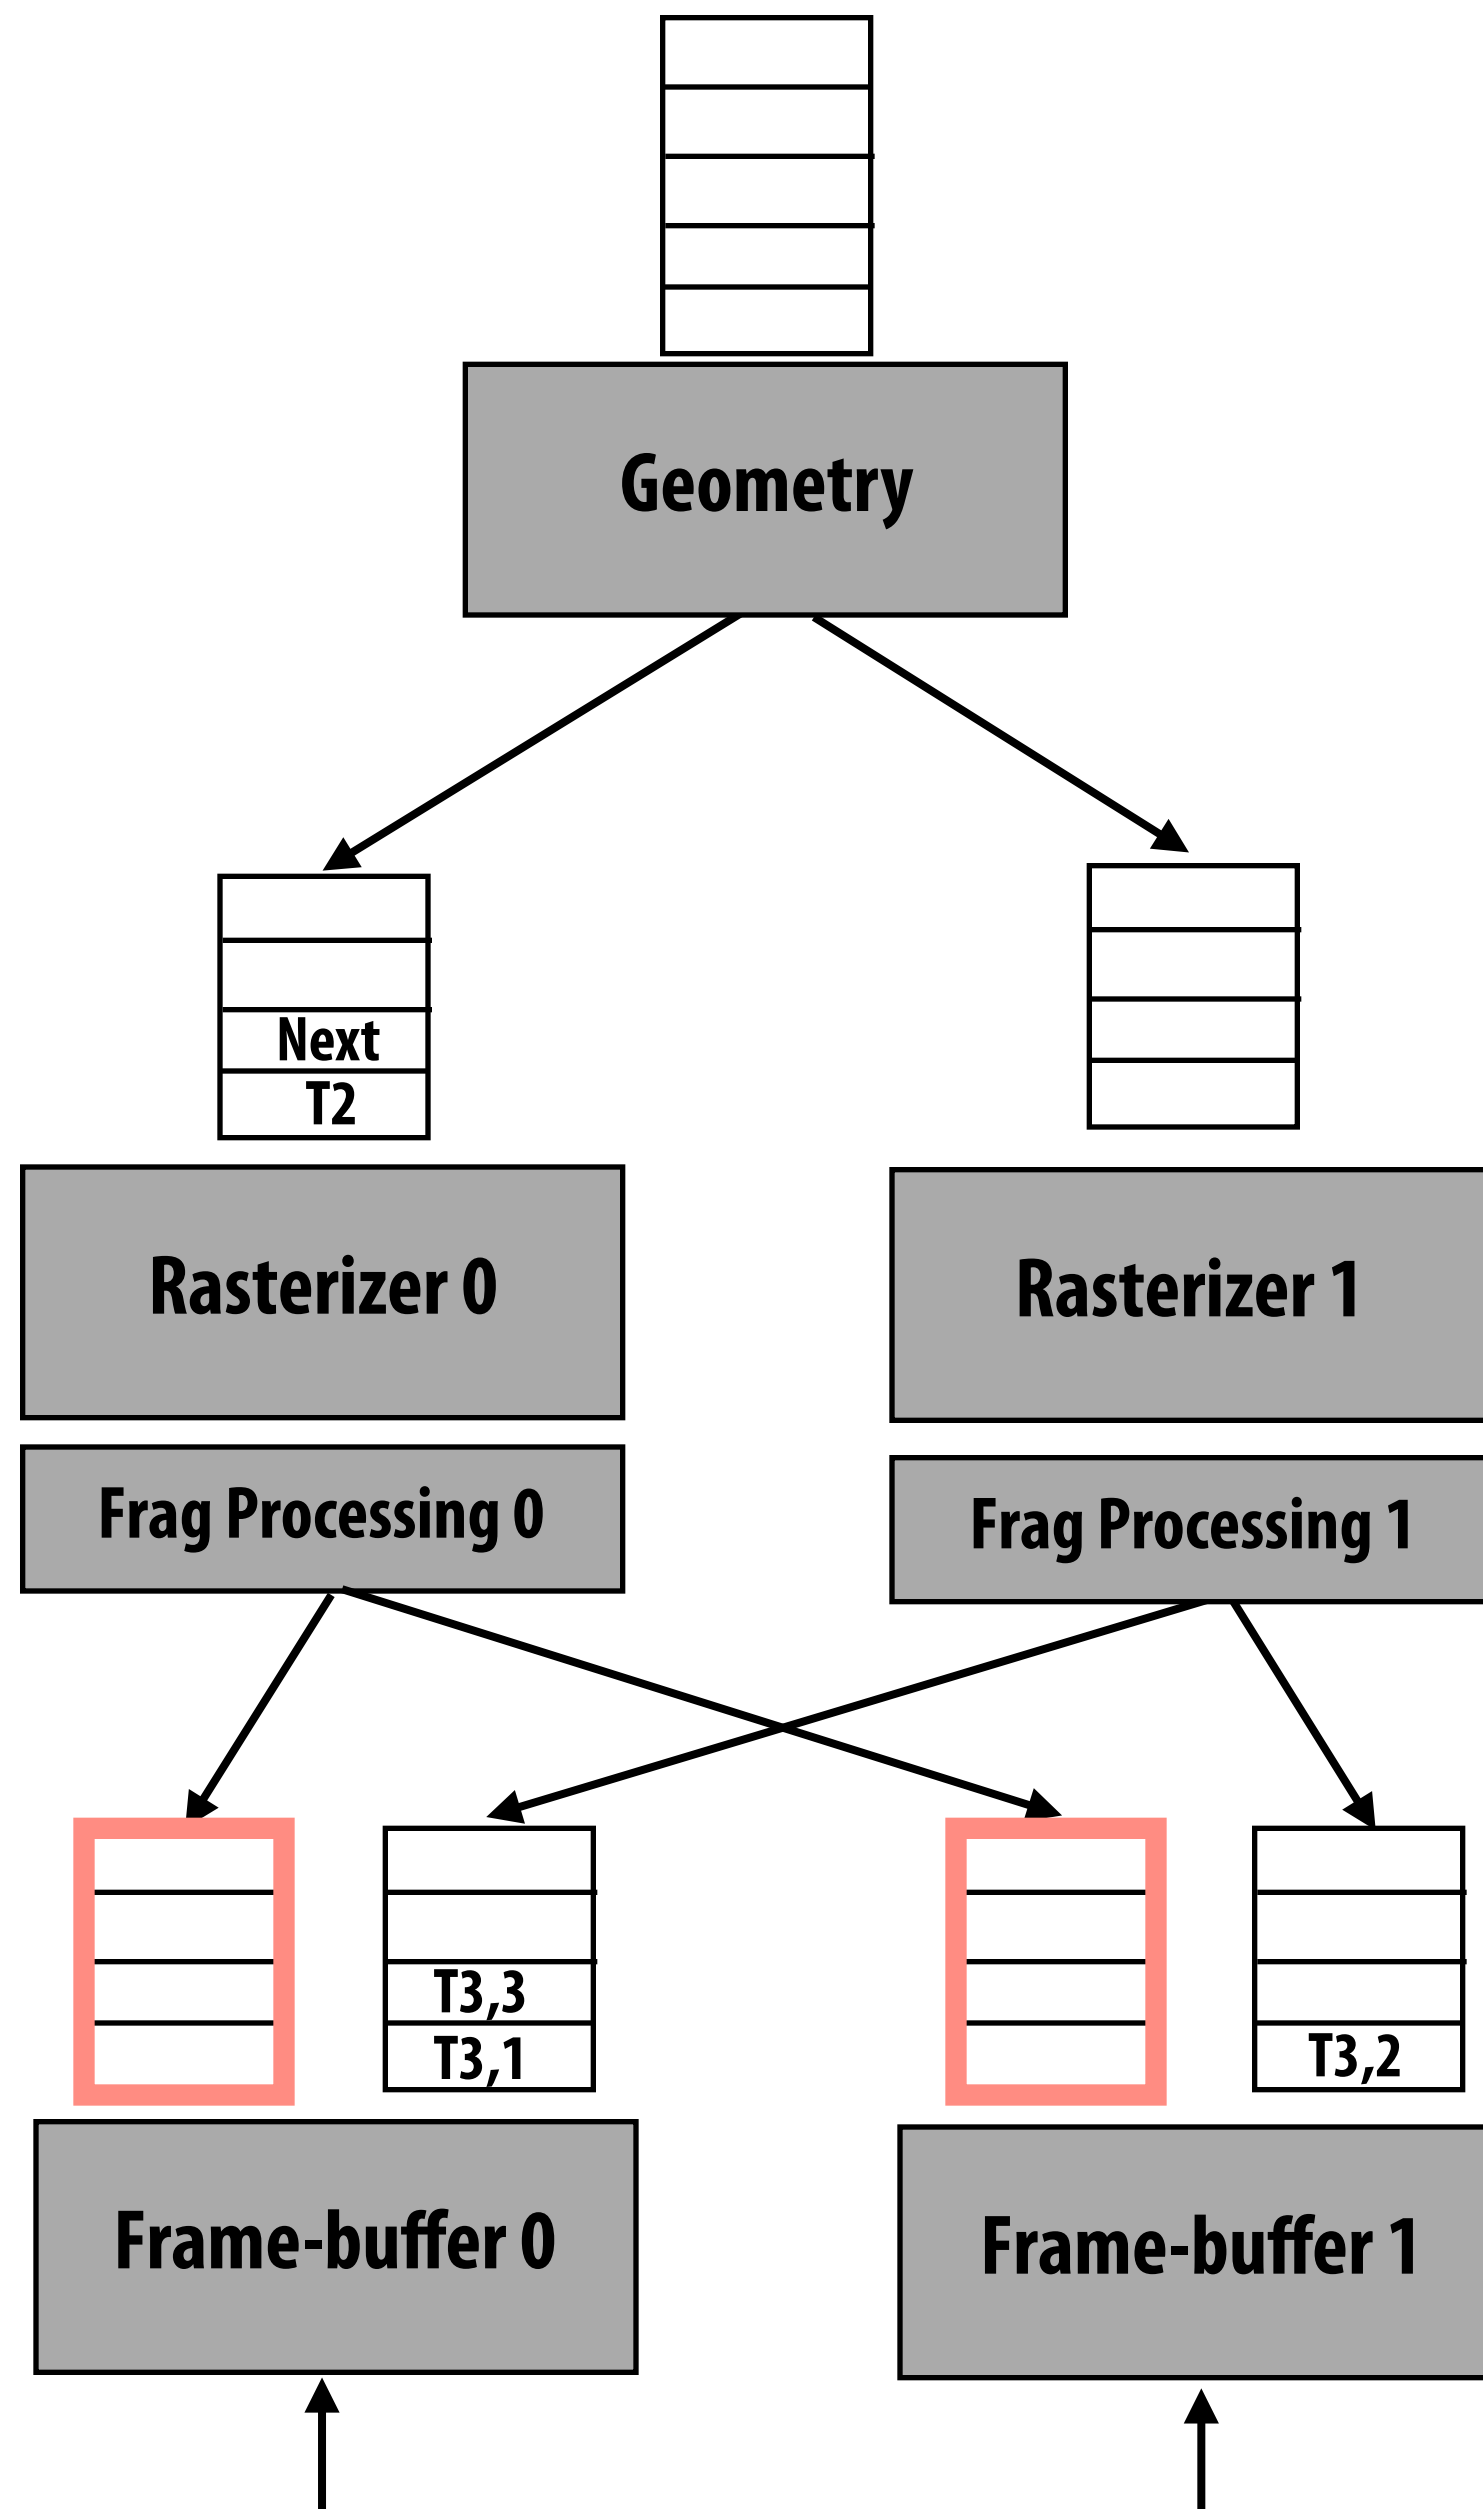 Geometry
Next
T2
Rasterizer 0
Rasterizer 1
Frag Processing 0
Frag Processing 1
T3,3
T3,1
T3,2
Frame-buffer 0
Frame-buffer 1